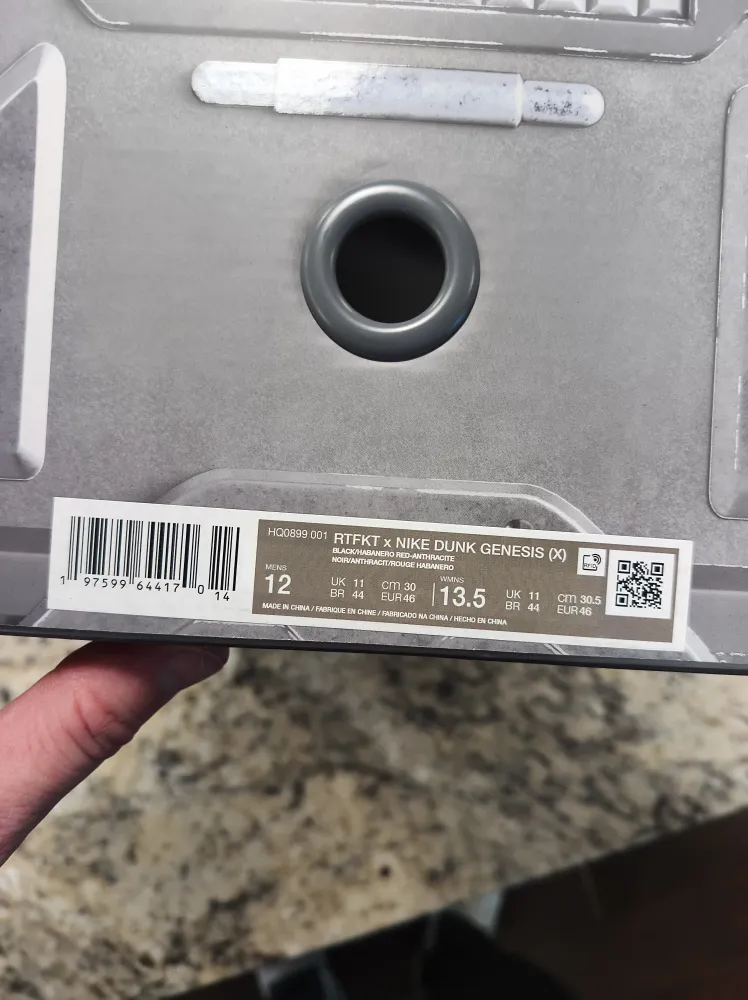 HQ0899 001 RTFKT x NIKE DUNK GENESIS (X)
BLACK/HABANERO RED-ANTHRACITE
NOIR/ANTHRACIT/ROUGE HABANERO
RFID
MENS
12
UK 11
BR 44
cm 30
EUR 46
WMNS
13.5
UK 11
BR 44
cm 30.5
EUR 46
MADE IN CHINA / FABRIQUE EN CHINE / FABRICADO NA CHINA / HECHO EN CHINA
1 97599 64417 0
14